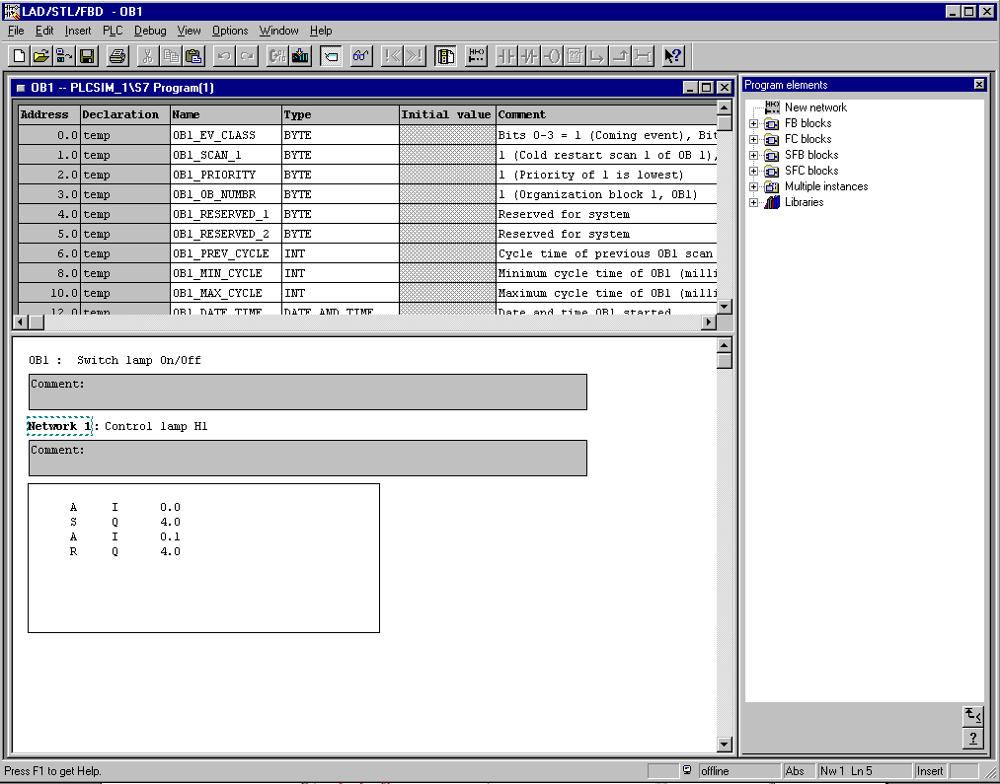 LAD/STL/FBD - OB1
File Edit Insert PLC Debug View Options Window Help
OB1 -- PLCSIM_1\S7 Program(1)
Address Declaration Name Type Initial value Comment
0.0 temp OB1_EV_CLASS BYTE Bits 0-3 = 1 (Coming event), Bit
1.0 temp OB1_SCAN_1 BYTE 1 (Cold restart scan 1 of OB 1),
2.0 temp OB1_PRIORITY BYTE 1 (Priority of 1 is lowest)
3.0 temp OB1_OB_NUMBR BYTE 1 (Organization block 1, OB1)
4.0 temp OB1_RESERVED_1 BYTE Reserved for system
5.0 temp OB1_RESERVED_2 BYTE Reserved for system
6.0 temp OB1_PREV_CYCLE INT Cycle time of previous OB1 scan
8.0 temp OB1_MIN_CYCLE INT Minimum cycle time of OB1 (milli
10.0 temp OB1_MAX_CYCLE INT Maximum cycle time of OB1 (milli
12.0 temp OB1_DATE_TIME DATE_AND_TIME Date and time OB1 started
OB1 : Switch lamp On/Off
Comment:
Network 1: Control lamp H1
Comment:
A I 0.0
S Q 4.0
A I 0.1
R Q 4.0
Program elements
New network
FB blocks
FC blocks
SFB blocks
SFC blocks
Multiple instances
Libraries
Press F1 to get Help.
offline Abs Nw 1 Ln 5 Insert